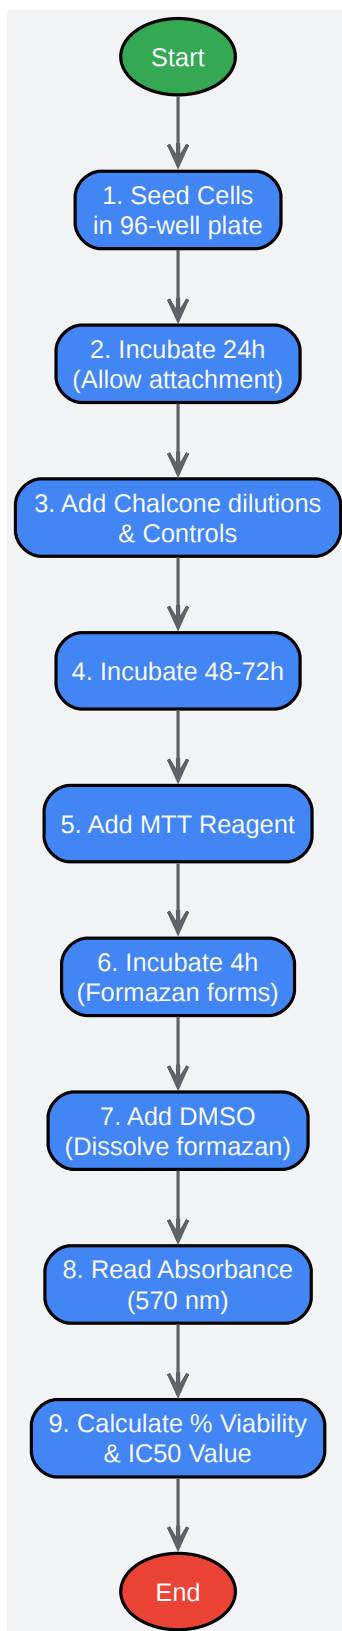 Start
1. Seed Cells
in 96-well plate
2. Incubate 24h
(Allow attachment)
3. Add Chalcone dilutions
& Controls
4. Incubate 48-72h
5. Add MTT Reagent
6. Incubate 4h
(Formazan forms)
7. Add DMSO
(Dissolve formazan)
8. Read Absorbance
(570 nm)
9. Calculate % Viability
& IC50 Value
End